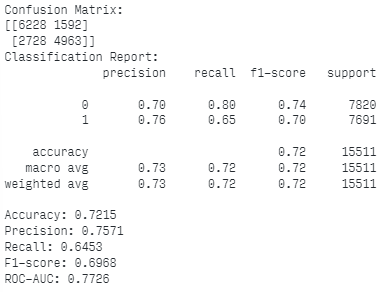 Confusion Matrix:
[[6228 1592]
 [2728 4963]]
Classification Report:
              precision    recall  f1-score   support

           0       0.70      0.80      0.74      7820
           1       0.76      0.65      0.70      7691

    accuracy                           0.72     15511
   macro avg       0.73      0.72      0.72     15511
weighted avg       0.73      0.72      0.72     15511

Accuracy: 0.7215
Precision: 0.7571
Recall: 0.6453
F1-score: 0.6968
ROC-AUC: 0.7726